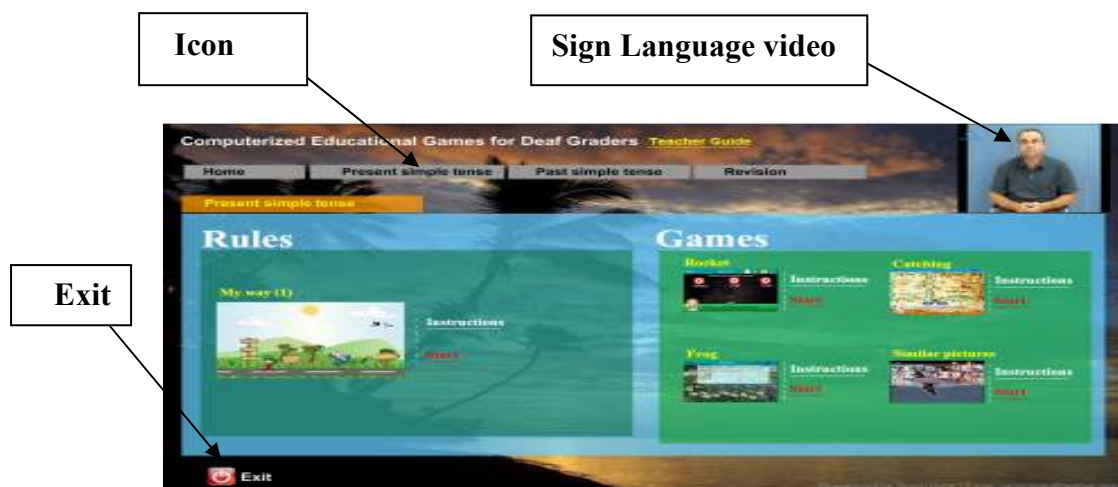 Icon
Sign Language video
Exit
Computerized Educational Games for Deaf Graders Teacher Guide
Home Present simple tense Past simple tense Revision
Present simple tense
Rules
Games
My way (1)
Instructions
Start
Rocket
Instructions
Start
Catching
Instructions
Start
Frog
Instructions
Start
Similar pictures
Instructions
Start
Exit